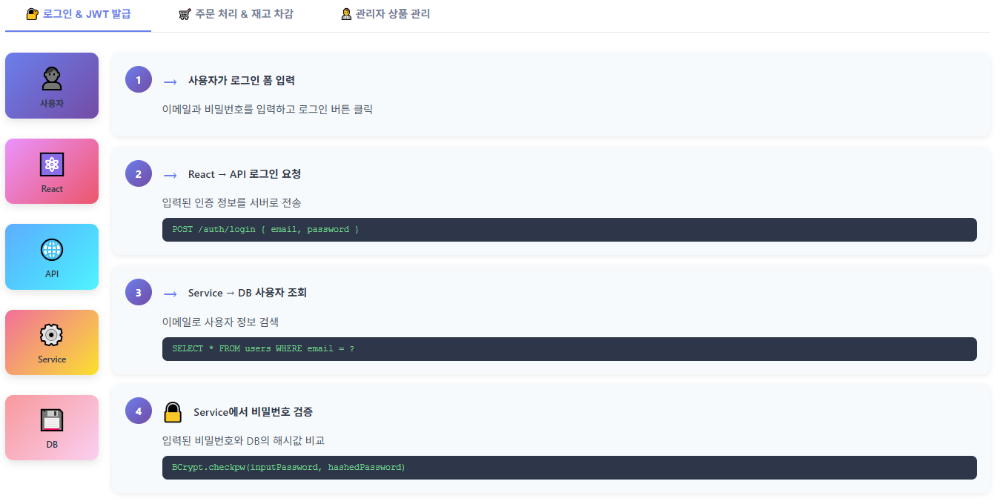 로그인 & JWT 발급
주문 처리 & 재고 차감
관리자 상품 관리
사용자
React
API
Service
DB
1 → 사용자가 로그인 폼 입력
이메일과 비밀번호를 입력하고 로그인 버튼 클릭
2 → React → API 로그인 요청
입력된 인증 정보를 서버로 전송
POST /auth/login { email, password }
3 → Service → DB 사용자 조회
이메일로 사용자 정보 검색
SELECT * FROM users WHERE email = ?
4 Service에서 비밀번호 검증
입력된 비밀번호와 DB의 해시값 비교
BCrypt.checkpw(inputPassword, hashedPassword)